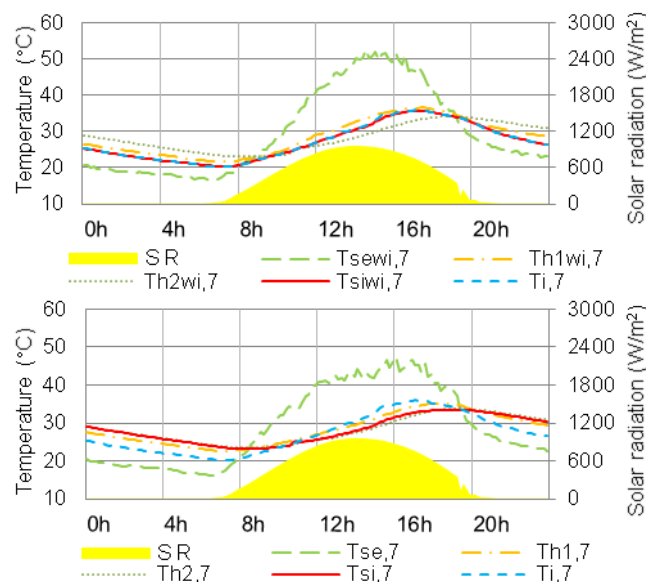 60 3000
50 2400
40 1800
30 1200
20 600
10 0
Temperature (°C)
Solar radiation (W/m²)
0h 4h 8h 12h 16h 20h
SR Tsewi,7 Th1wi,7
Th2wi,7 Tsiwi,7 Ti,7
60 3000
50 2400
40 1800
30 1200
20 600
10 0
Temperature (°C)
Solar radiation (W/m²)
0h 4h 8h 12h 16h 20h
SR Tse,7 Th1,7
Th2,7 Tsi,7 Ti,7